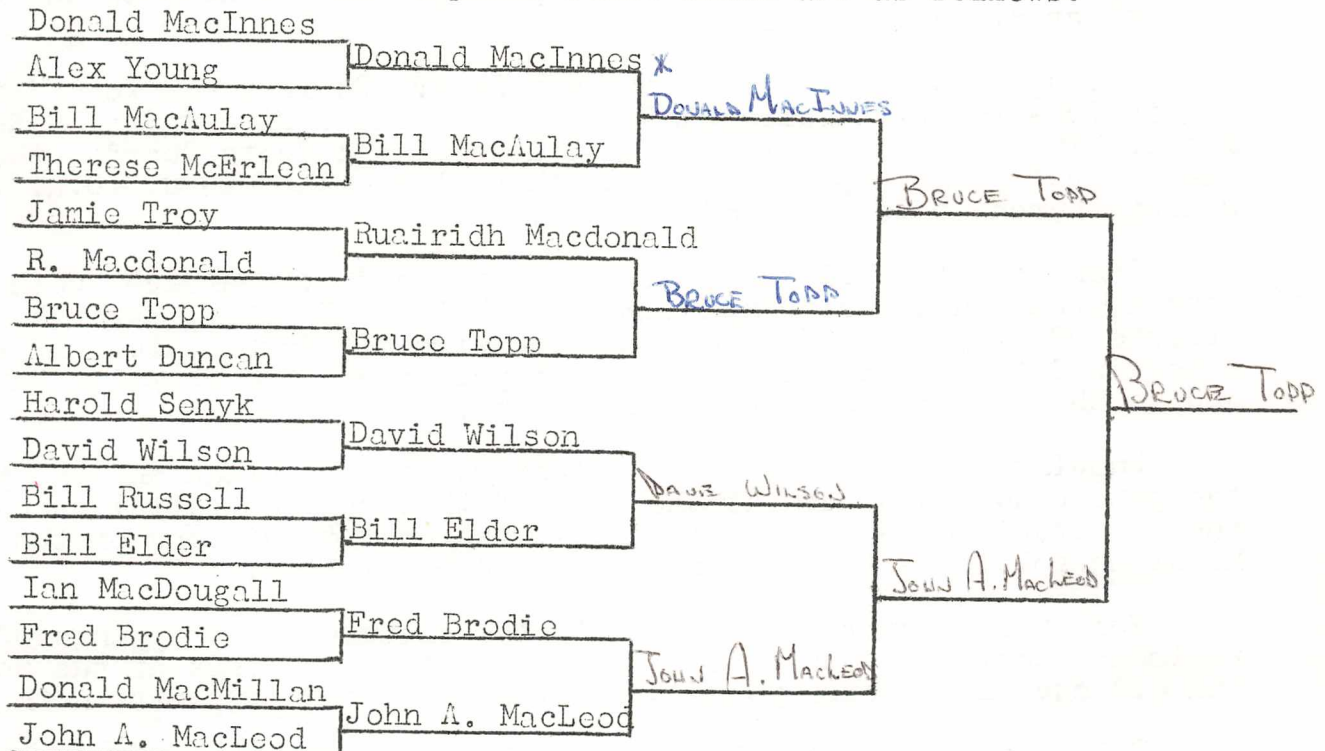 Donald MacInnes
Alex Young
Bill MacAulay
Therese McErlean
Jamie Troy
R. Macdonald
Bruce Topp
Albert Duncan
Harold Senyk
David Wilson
Bill Russell
Bill Elder
Ian MacDougall
Fred Brodie
Donald MacMillan
John A. MacLeod
Donald MacInnes *
Bill MacAulay
Ruairidh Macdonald
Bruce Topp
David Wilson
Bill Elder
Fred Brodie
John A. MacLeod
DONALD MACINNES
BRUCE TOPP
DAVE WILSON
JOHN A. MACLEOD
BRUCE TOPP
JOHN A. MACLEOD
BRUCE TOPP